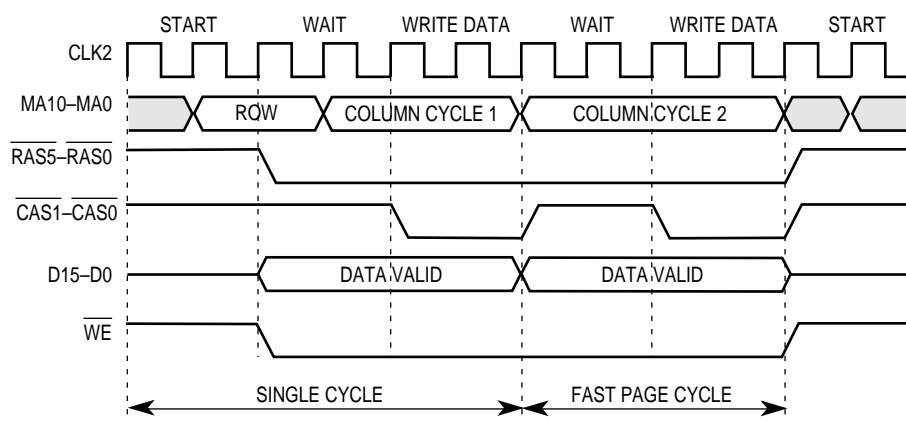 START WAIT WRITE DATA WAIT WRITE DATA START
CLK2
MA10–MA0 ROW COLUMN CYCLE 1 COLUMN CYCLE 2
RAS5–RAS0
CAS1–CAS0
D15–D0 DATA VALID DATA VALID
WE
SINGLE CYCLE FAST PAGE CYCLE